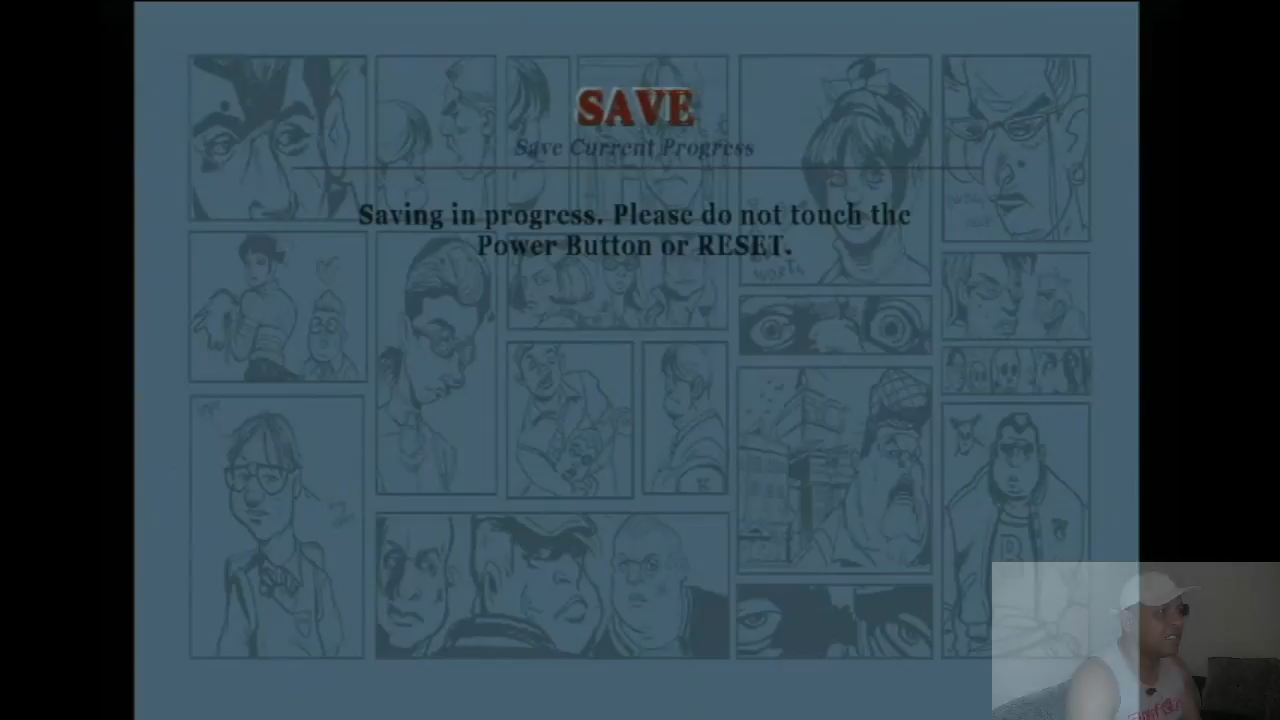 SAVE
Save Current Progress
Saving in progress. Please do not touch the
Power Button or RESET.